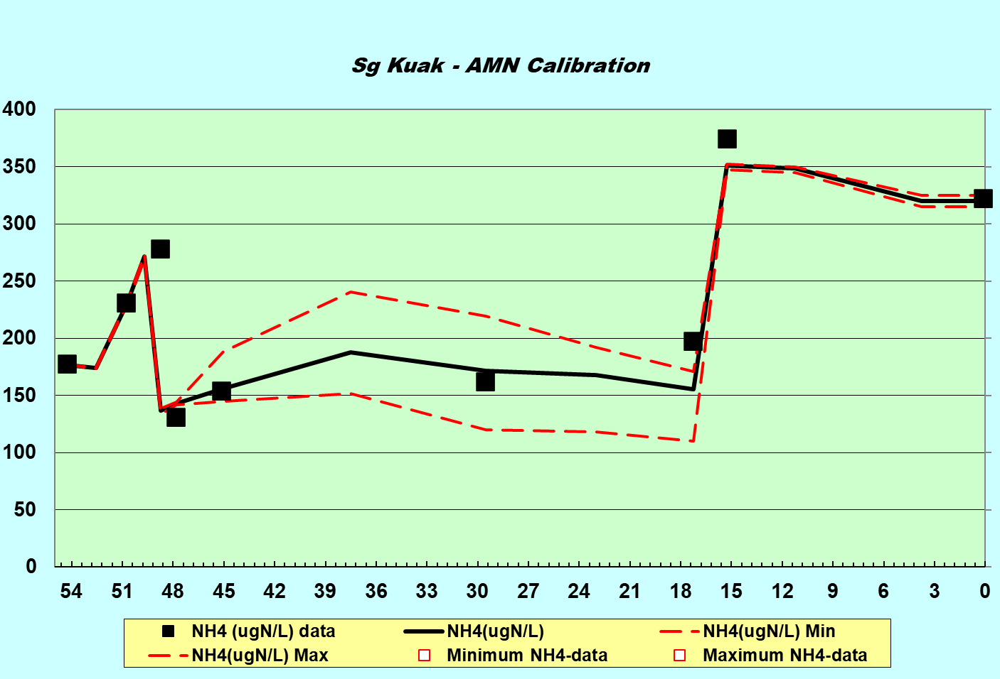 Sg Kuak - AMN Calibration
400
350
300
250
200
150
100
50
0
54 51 48 45 42 39 36 33 30 27 24 21 18 15 12 9 6 3 0
NH4 (ugN/L) data NH4(ugN/L) NH4(ugN/L) Min
NH4(ugN/L) Max Minimum NH4-data Maximum NH4-data